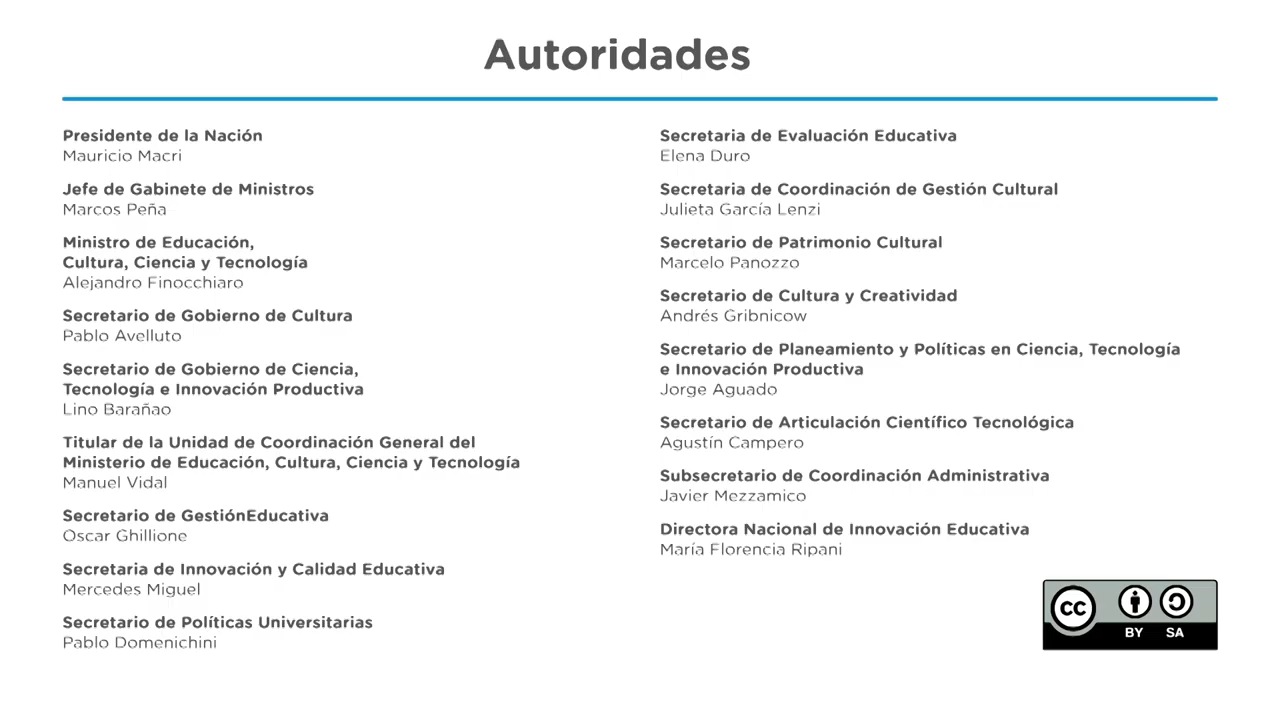 Autoridades
Presidente de la Nación
Mauricio Macri
Jefe de Gabinete de Ministros
Marcos Peña
Ministro de Educación,
Cultura, Ciencia y Tecnología
Alejandro Finocchiaro
Secretario de Gobierno de Cultura
Pablo Avelluto
Secretario de Gobierno de Ciencia,
Tecnología e Innovación Productiva
Lino Barañao
Titular de la Unidad de Coordinación General del
Ministerio de Educación, Cultura, Ciencia y Tecnología
Manuel Vidal
Secretario de GestiónEducativa
Oscar Ghillione
Secretaria de Innovación y Calidad Educativa
Mercedes Miguel
Secretario de Políticas Universitarias
Pablo Domenichini
Secretaria de Evaluación Educativa
Elena Duro
Secretaria de Coordinación de Gestión Cultural
Julieta García Lenzi
Secretario de Patrimonio Cultural
Marcelo Panozzo
Secretario de Cultura y Creatividad
Andrés Gribnicow
Secretario de Planeamiento y Políticas en Ciencia, Tecnología
e Innovación Productiva
Jorge Aguado
Secretario de Articulación Científico Tecnológica
Agustín Campero
Subsecretario de Coordinación Administrativa
Javier Mezzamico
Directora Nacional de Innovación Educativa
María Florencia Ripani
CC
BY SA